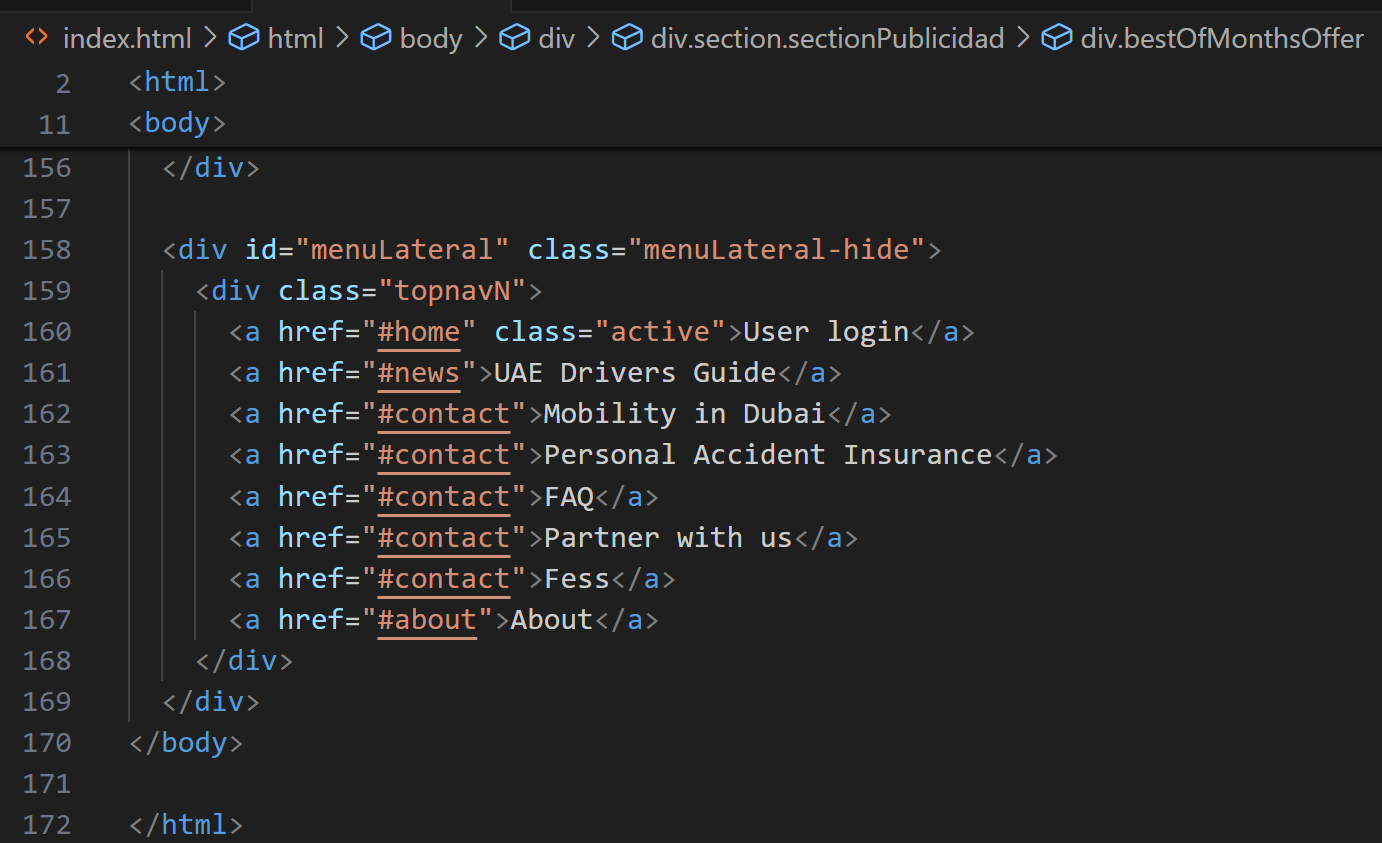 index.html > html > body > div > div.section.sectionPublicidad > div.bestOfMonthsOffer
2 <html>
11 <body>
156 </div>
157
158 <div id="menuLateral" class="menuLateral-hide">
159 <div class="topnavN">
160 <a href="#home" class="active">User login</a>
161 <a href="#news">UAE Drivers Guide</a>
162 <a href="#contact">Mobility in Dubai</a>
163 <a href="#contact">Personal Accident Insurance</a>
164 <a href="#contact">FAQ</a>
165 <a href="#contact">Partner with us</a>
166 <a href="#contact">Fess</a>
167 <a href="#about">About</a>
168 </div>
169 </div>
170 </body>
171
172 </html>